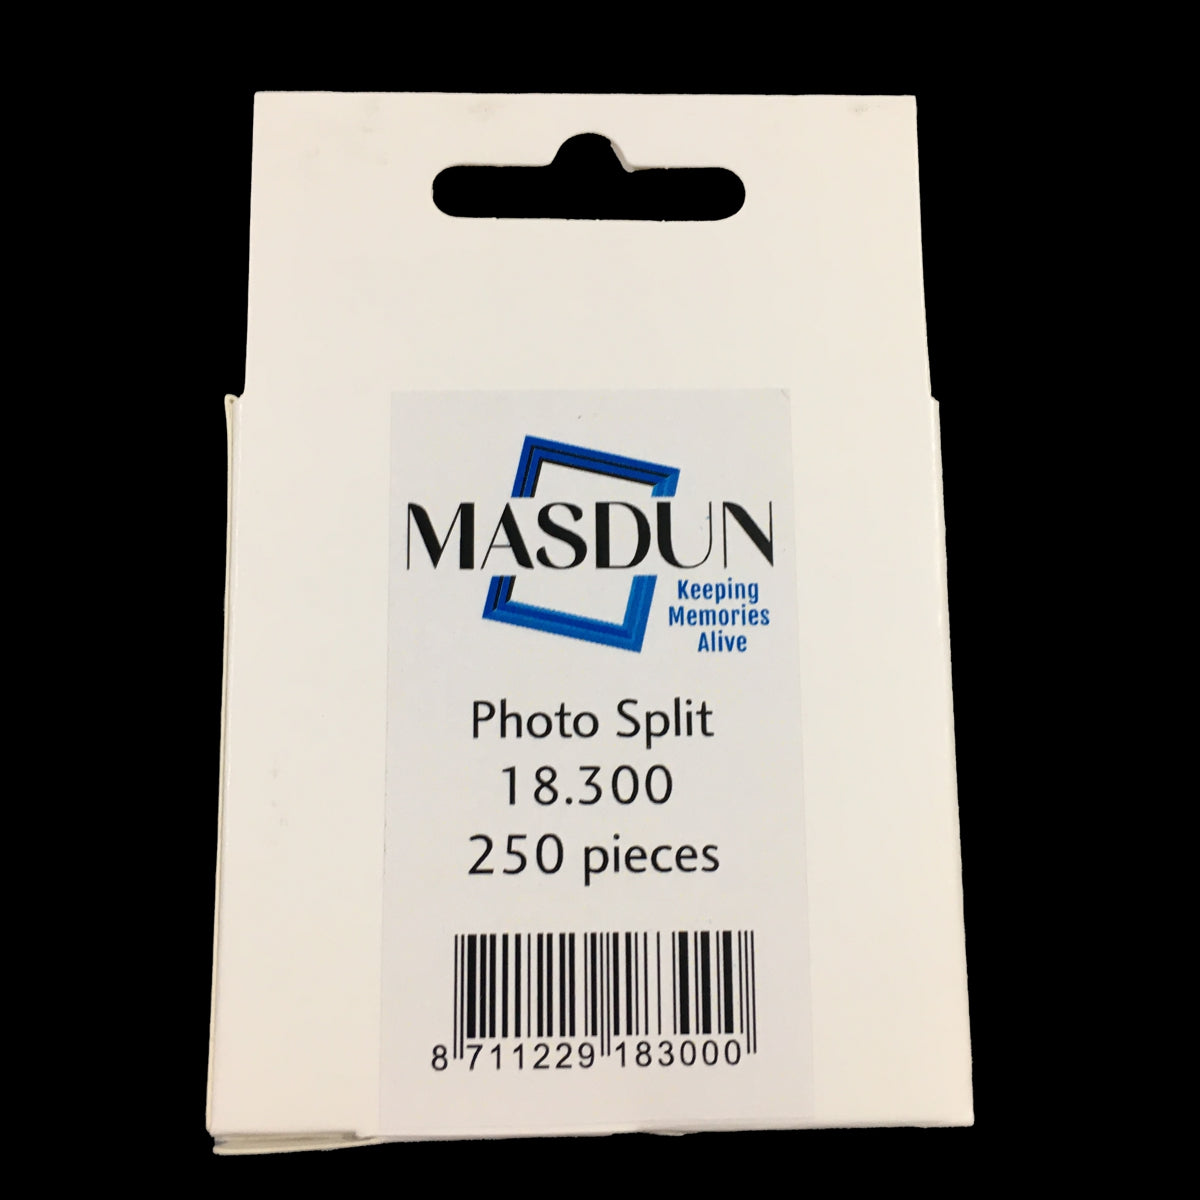 MASDUN
Keeping
Memories
Alive
Photo Split
18.300
250 pieces
8 711229 183000